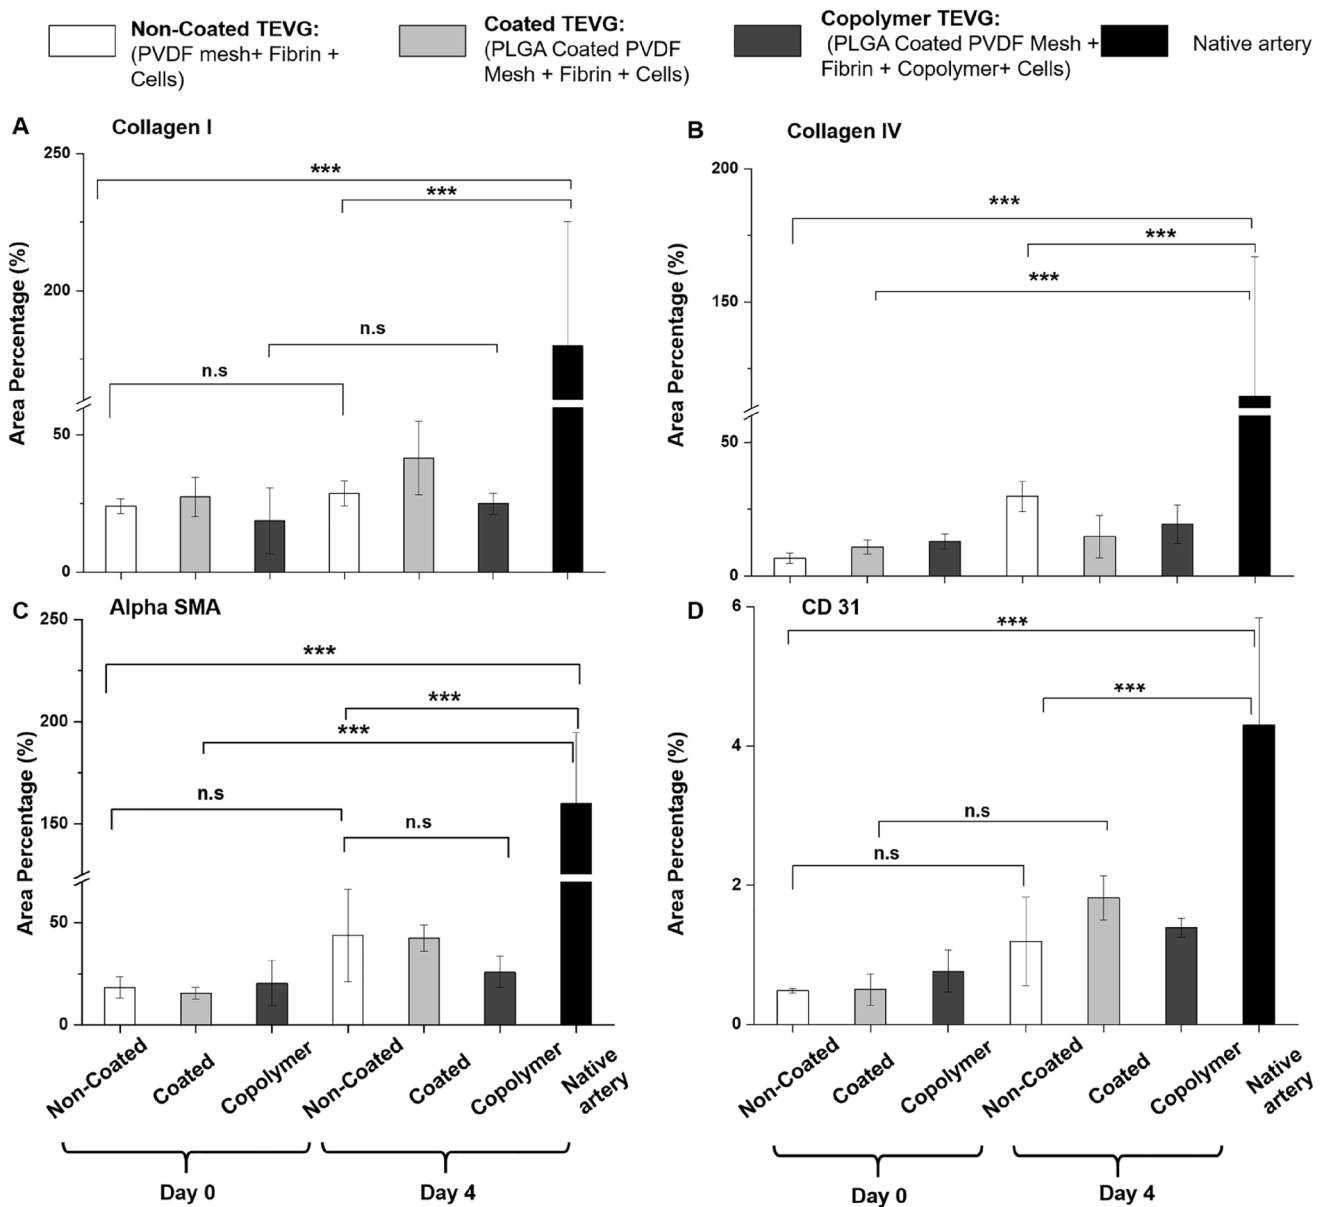 Non-Coated TEVG:
(PVDF mesh+ Fibrin +
Cells)
Coated TEVG:
(PLGA Coated PVDF
Mesh + Fibrin + Cells)
Copolymer TEVG:
(PLGA Coated PVDF Mesh +
Fibrin + Copolymer+ Cells)
Native artery
A
Collagen I
Area Percentage (%)
250
200
50
0
***
***
n.s
n.s
B
Collagen IV
Area Percentage (%)
200
150
50
0
***
***
***
C
Alpha SMA
Area Percentage (%)
250
200
150
50
0
***
***
***
n.s
n.s
Non-Coated
Coated
Copolymer
Non-Coated
Coated
Copolymer
Native
artery
Day 0
Day 4
D
CD 31
Area Percentage (%)
6
4
2
0
***
***
n.s
n.s
Non-Coated
Coated
Copolymer
Non-Coated
Coated
Copolymer
Native
artery
Day 0
Day 4